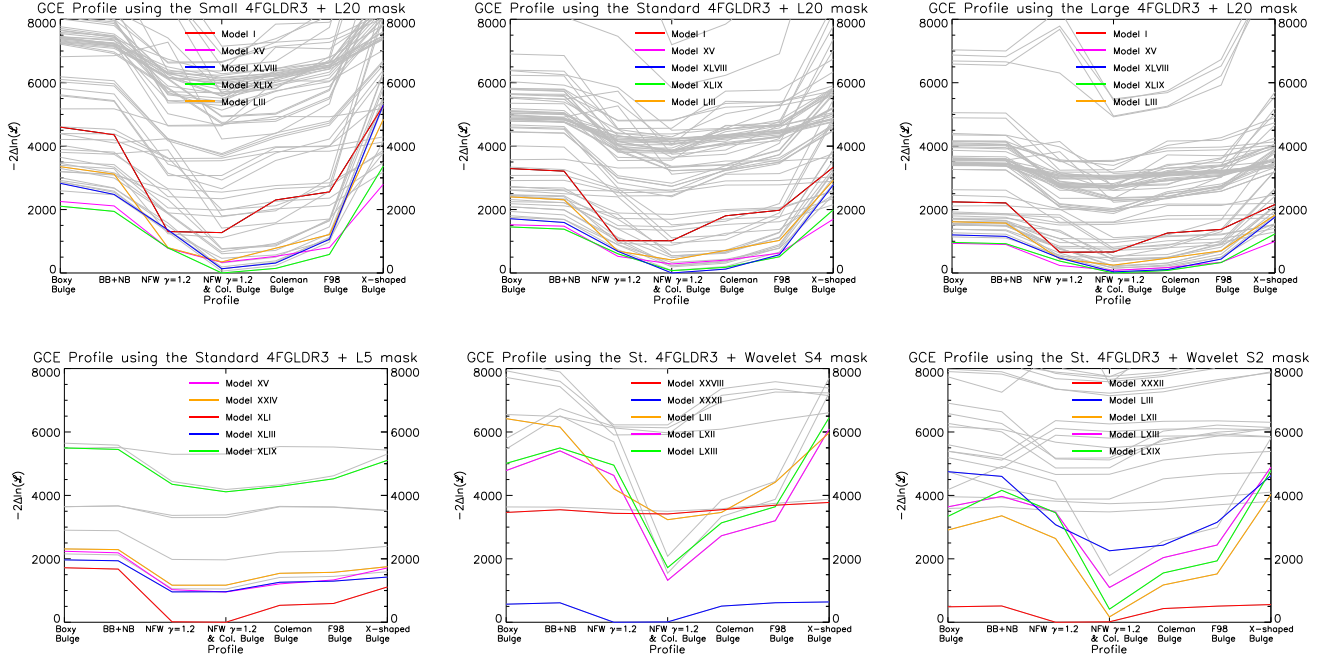 GCE Profile using the Small 4FGLDR3 + L20 mask
8000 8000
Model I
Model XV
6000 6000
Model XLVIII
Model XLIX
Model LIII
-2Δln(ℒ)
4000 4000
2000 2000
0 0
Boxy Bulge
BB+NB
NFW γ=1.2
NFW γ=1.2 & Col. Bulge
Coleman Bulge
F98 Bulge
X-shaped Bulge
Profile
GCE Profile using the Standard 4FGLDR3 + L20 mask
8000 8000
Model I
Model XV
6000 6000
Model XLVIII
Model XLIX
Model LIII
-2Δln(ℒ)
4000 4000
2000 2000
0 0
Boxy Bulge
BB+NB
NFW γ=1.2
NFW γ=1.2 & Col. Bulge
Coleman Bulge
F98 Bulge
X-shaped Bulge
Profile
GCE Profile using the Large 4FGLDR3 + L20 mask
8000 8000
Model I
Model XV
6000 6000
Model XLVIII
Model XLIX
Model LIII
-2Δln(ℒ)
4000 4000
2000 2000
0 0
Boxy Bulge
BB+NB
NFW γ=1.2
NFW γ=1.2 & Col. Bulge
Coleman Bulge
F98 Bulge
X-shaped Bulge
Profile
GCE Profile using the Standard 4FGLDR3 + L5 mask
8000 8000
Model XV
Model XXIV
6000 6000
Model XLI
Model XLIII
Model XLIX
-2Δln(ℒ)
4000 4000
2000 2000
0 0
Boxy Bulge
BB+NB
NFW γ=1.2
NFW γ=1.2 & Col. Bulge
Coleman Bulge
F98 Bulge
X-shaped Bulge
Profile
GCE Profile using the St. 4FGLDR3 + Wavelet S4 mask
8000 8000
Model XXVIII
Model XXXII
6000 6000
Model LIII
Model LXII
Model LXIII
-2Δln(ℒ)
4000 4000
2000 2000
0 0
Boxy Bulge
BB+NB
NFW γ=1.2
NFW γ=1.2 & Col. Bulge
Coleman Bulge
F98 Bulge
X-shaped Bulge
Profile
GCE Profile using the St. 4FGLDR3 + Wavelet S2 mask
8000 8000
Model XXXII
Model LIII
6000 6000
Model LXII
Model LXIII
Model LXIX
-2Δln(ℒ)
4000 4000
2000 2000
0 0
Boxy Bulge
BB+NB
NFW γ=1.2
NFW γ=1.2 & Col. Bulge
Coleman Bulge
F98 Bulge
X-shaped Bulge
Profile